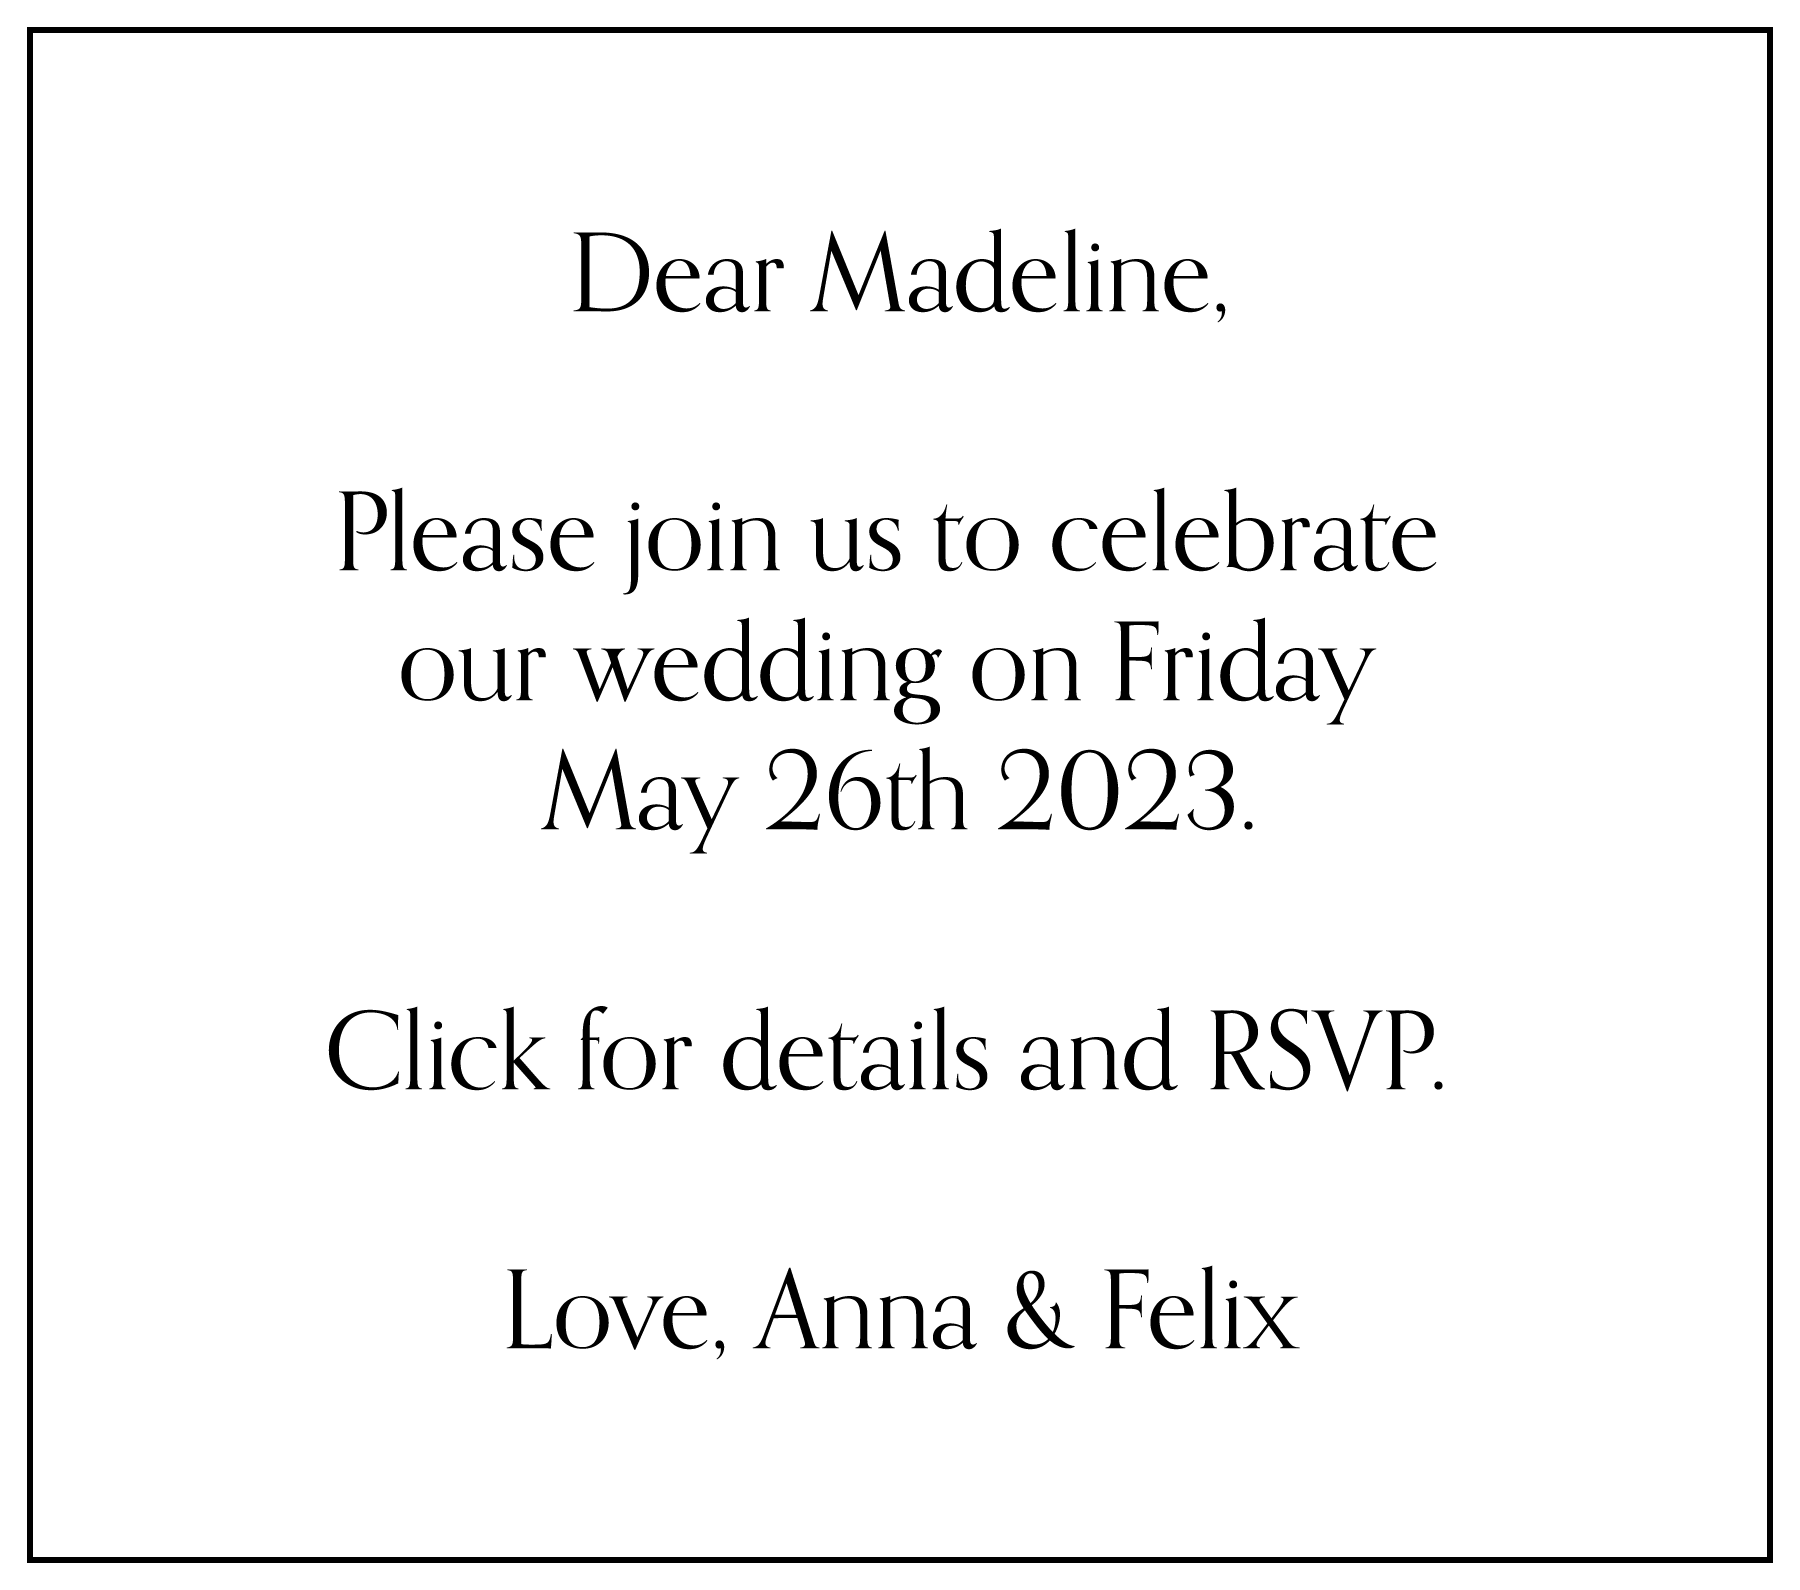 Dear Madeline,
Please join us to celebrate
our wedding on Friday
May 26th 2023.
Click for details and RSVP.
Love, Anna & Felix